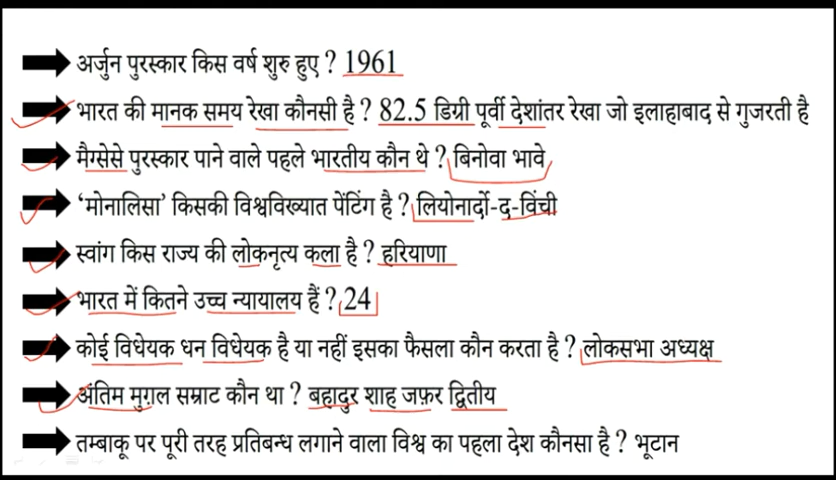 अर्जुन पुरस्कार किस वर्ष शुरु हुए ? 1961
भारत की मानक समय रेखा कौनसी है ? 82.5 डिग्री पूर्वी देशांतर रेखा जो इलाहाबाद से गुजरती है
मैग्सेसे पुरस्कार पाने वाले पहले भारतीय कौन थे ? बिनोवा भावे
‘मोनालिसा’ किसकी विश्वविख्यात पेंटिंग है ? लियोनार्दो-द-विंची
स्वांग किस राज्य की लोकनृत्य कला है ? हरियाणा
भारत में कितने उच्च न्यायालय हैं ? 24
कोई विधेयक धन विधेयक है या नहीं इसका फैसला कौन करता है ? लोकसभा अध्यक्ष
अंतिम मुग़ल सम्राट कौन था ? बहादुर शाह जफ़र द्वितीय
तम्बाकू पर पूरी तरह प्रतिबन्ध लगाने वाला विश्व का पहला देश कौनसा है ? भूटान